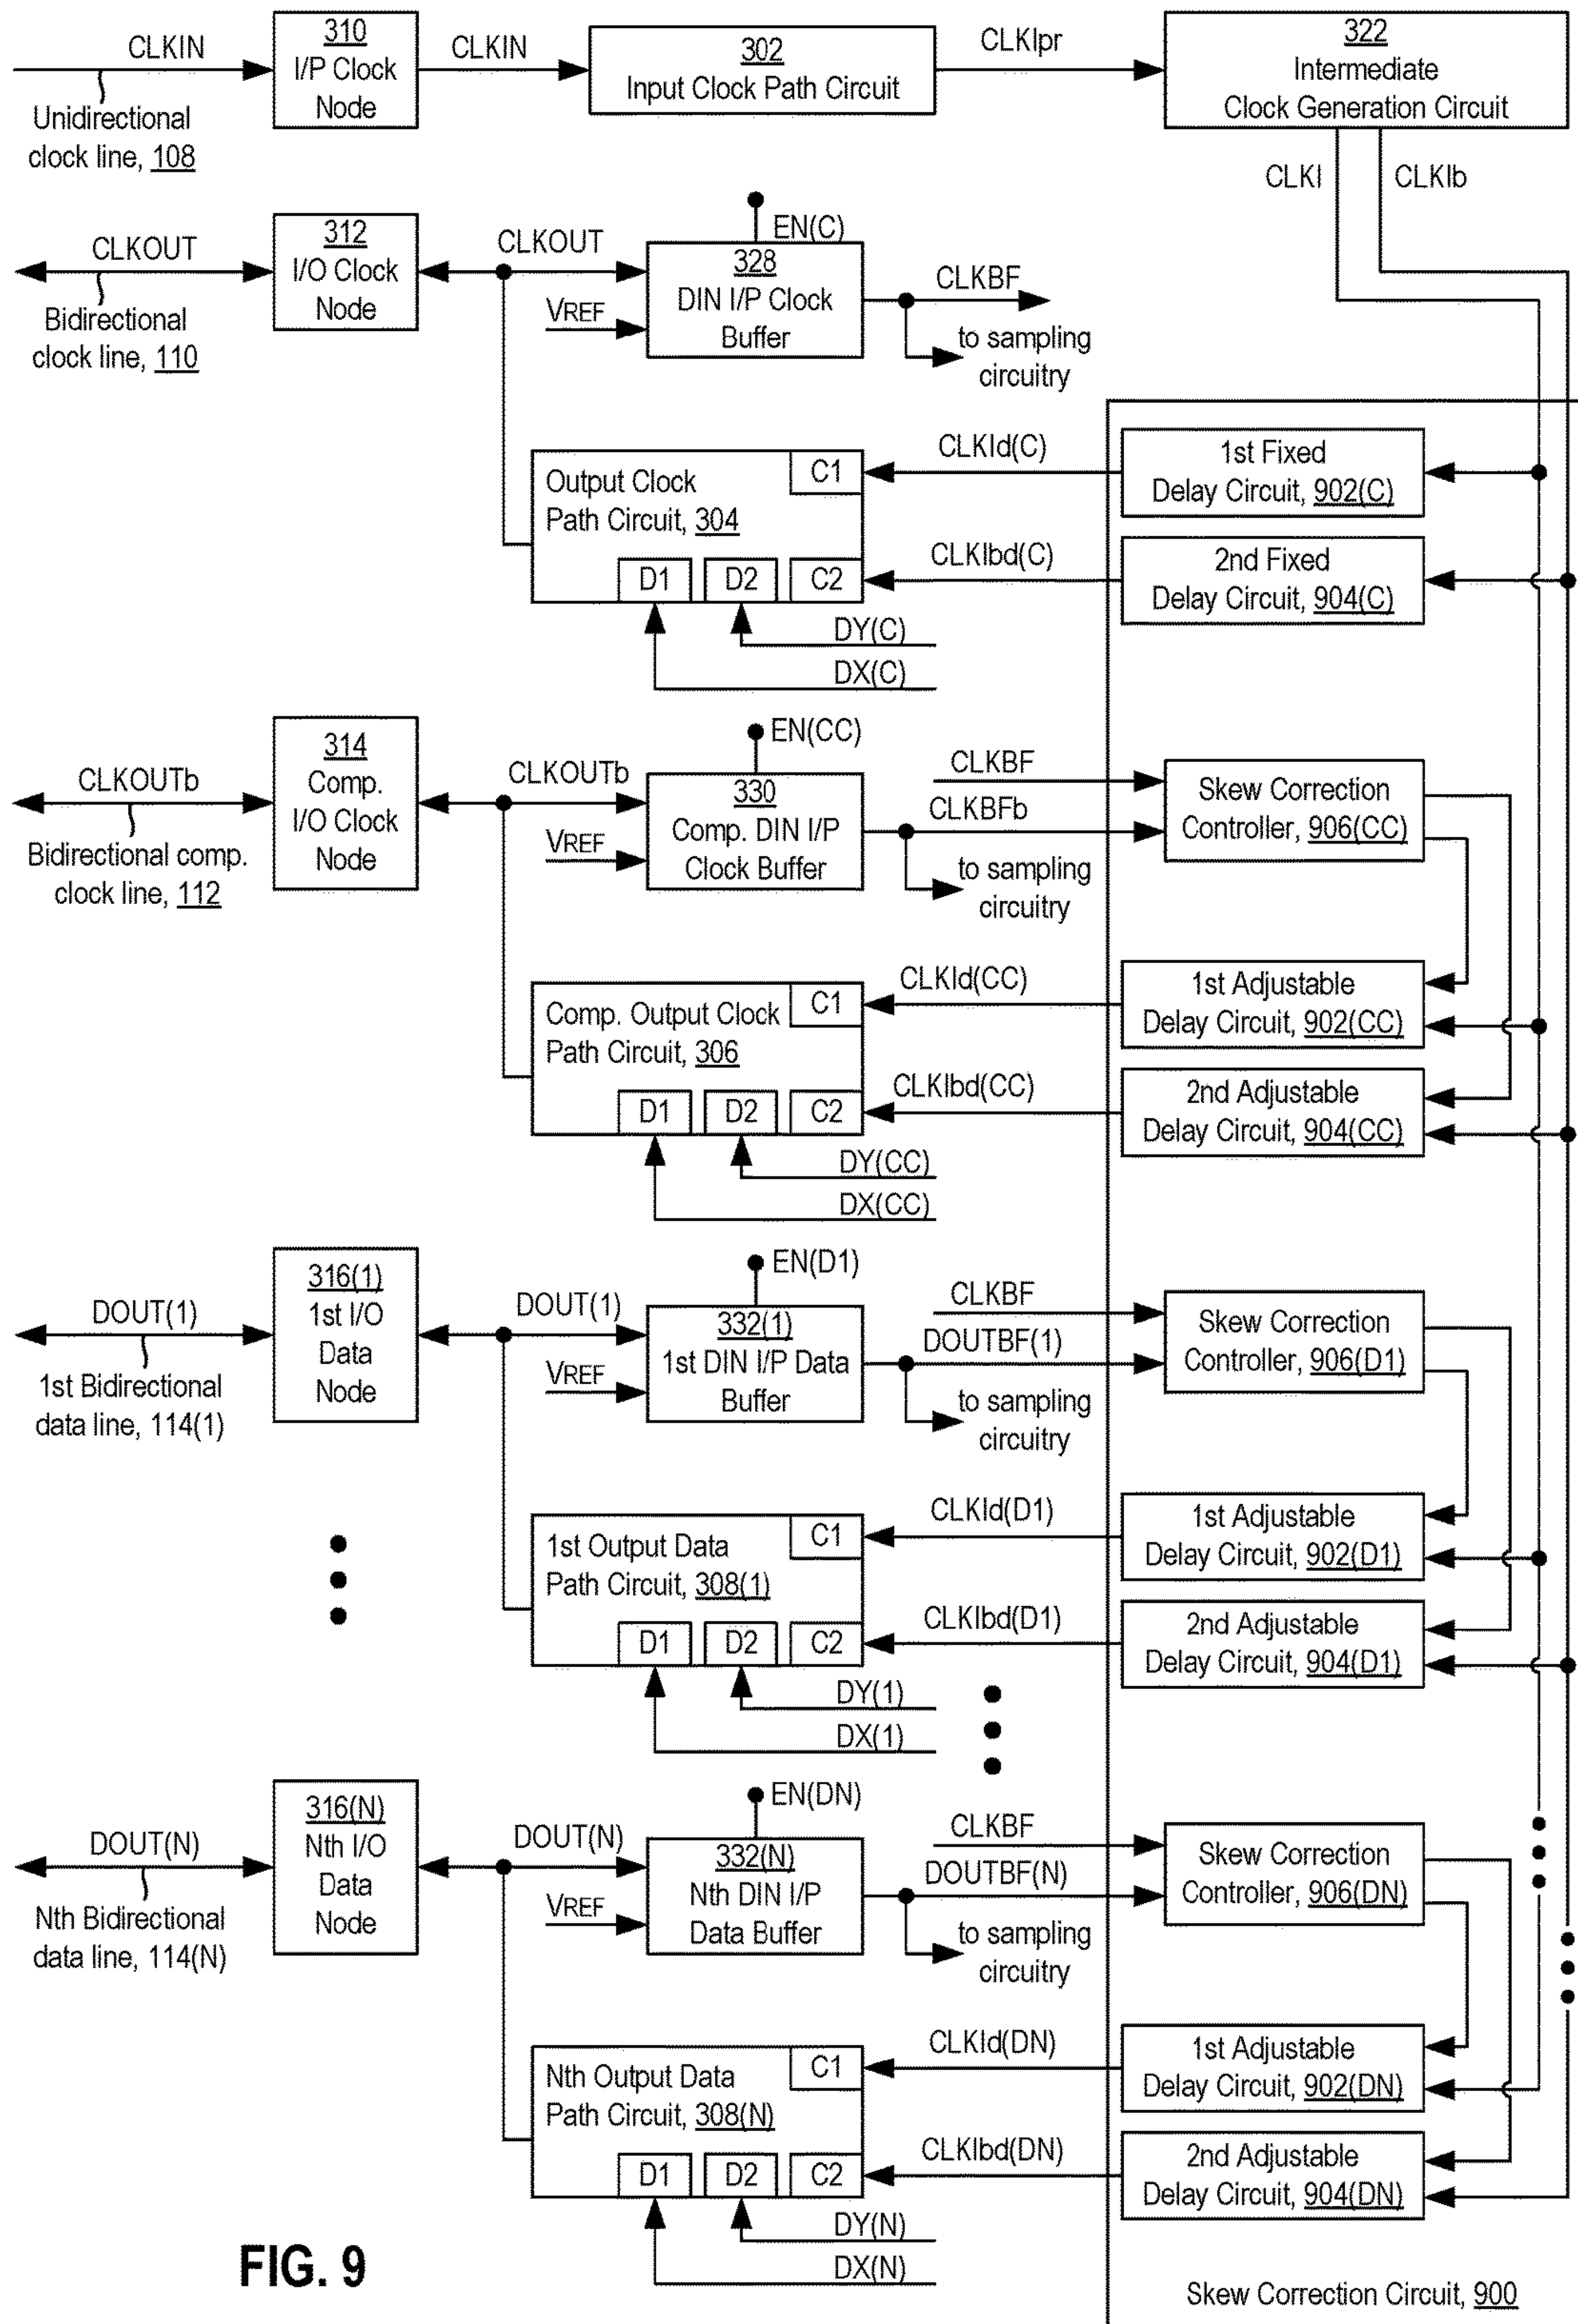 CLKIN
310
I/P Clock
Node
CLKIN
302
Input Clock Path Circuit
CLKIpr
322
Intermediate
Clock Generation Circuit
Unidirectional
clock line, 108
CLKI
CLKIb
CLKOUT
312
I/O Clock
Node
CLKOUT
EN(C)
328
DIN I/P Clock
Buffer
VREF
CLKBF
to sampling
circuitry
Bidirectional
clock line, 110
Output Clock
Path Circuit, 304
C1
D1
D2
C2
CLKId(C)
1st Fixed
Delay Circuit, 902(C)
CLKIbd(C)
2nd Fixed
Delay Circuit, 904(C)
DY(C)
DX(C)
CLKOUTb
314
Comp.
I/O Clock
Node
CLKOUTb
EN(CC)
330
Comp. DIN I/P
Clock Buffer
VREF
CLKBF
CLKBFb
to sampling
circuitry
Skew Correction
Controller, 906(CC)
Bidirectional comp.
clock line, 112
Comp. Output Clock
Path Circuit, 306
C1
D1
D2
C2
CLKId(CC)
1st Adjustable
Delay Circuit, 902(CC)
CLKIbd(CC)
2nd Adjustable
Delay Circuit, 904(CC)
DY(CC)
DX(CC)
DOUT(1)
316(1)
1st I/O
Data
Node
DOUT(1)
EN(D1)
332(1)
1st DIN I/P Data
Buffer
VREF
CLKBF
DOUTBF(1)
to sampling
circuitry
Skew Correction
Controller, 906(D1)
1st Bidirectional
data line, 114(1)
1st Output Data
Path Circuit, 308(1)
C1
D1
D2
C2
CLKId(D1)
1st Adjustable
Delay Circuit, 902(D1)
CLKIbd(D1)
2nd Adjustable
Delay Circuit, 904(D1)
DY(1)
DX(1)
DOUT(N)
316(N)
Nth I/O
Data
Node
DOUT(N)
EN(DN)
332(N)
Nth DIN I/P
Data Buffer
VREF
CLKBF
DOUTBF(N)
to sampling
circuitry
Skew Correction
Controller, 906(DN)
Nth Bidirectional
data line, 114(N)
Nth Output Data
Path Circuit, 308(N)
C1
D1
D2
C2
CLKId(DN)
1st Adjustable
Delay Circuit, 902(DN)
CLKIbd(DN)
2nd Adjustable
Delay Circuit, 904(DN)
DY(N)
DX(N)
FIG. 9
Skew Correction Circuit, 900